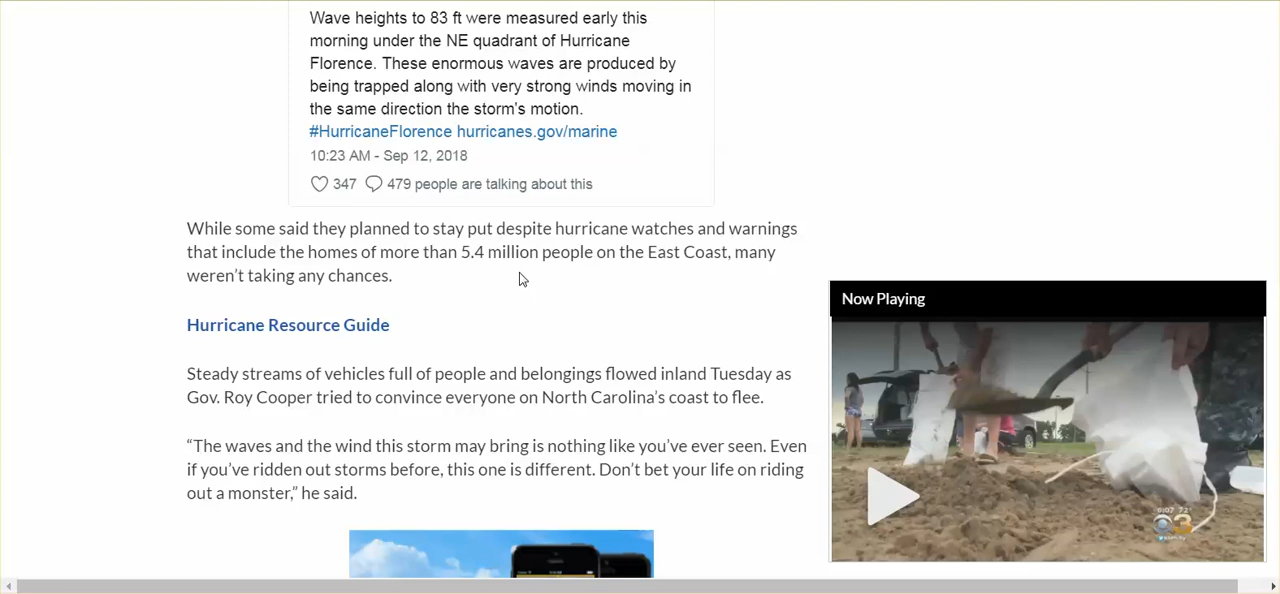 Wave heights to 83 ft were measured early this
morning under the NE quadrant of Hurricane
Florence. These enormous waves are produced by
being trapped along with very strong winds moving in
the same direction the storm's motion.
#HurricaneFlorence hurricanes.gov/marine
10:23 AM - Sep 12, 2018
347 479 people are talking about this
While some said they planned to stay put despite hurricane watches and warnings
that include the homes of more than 5.4 million people on the East Coast, many
weren’t taking any chances.
Hurricane Resource Guide
Steady streams of vehicles full of people and belongings flowed inland Tuesday as
Gov. Roy Cooper tried to convince everyone on North Carolina’s coast to flee.
“The waves and the wind this storm may bring is nothing like you’ve ever seen. Even
if you’ve ridden out storms before, this one is different. Don’t bet your life on riding
out a monster,” he said.
Now Playing
6:07 72°
3